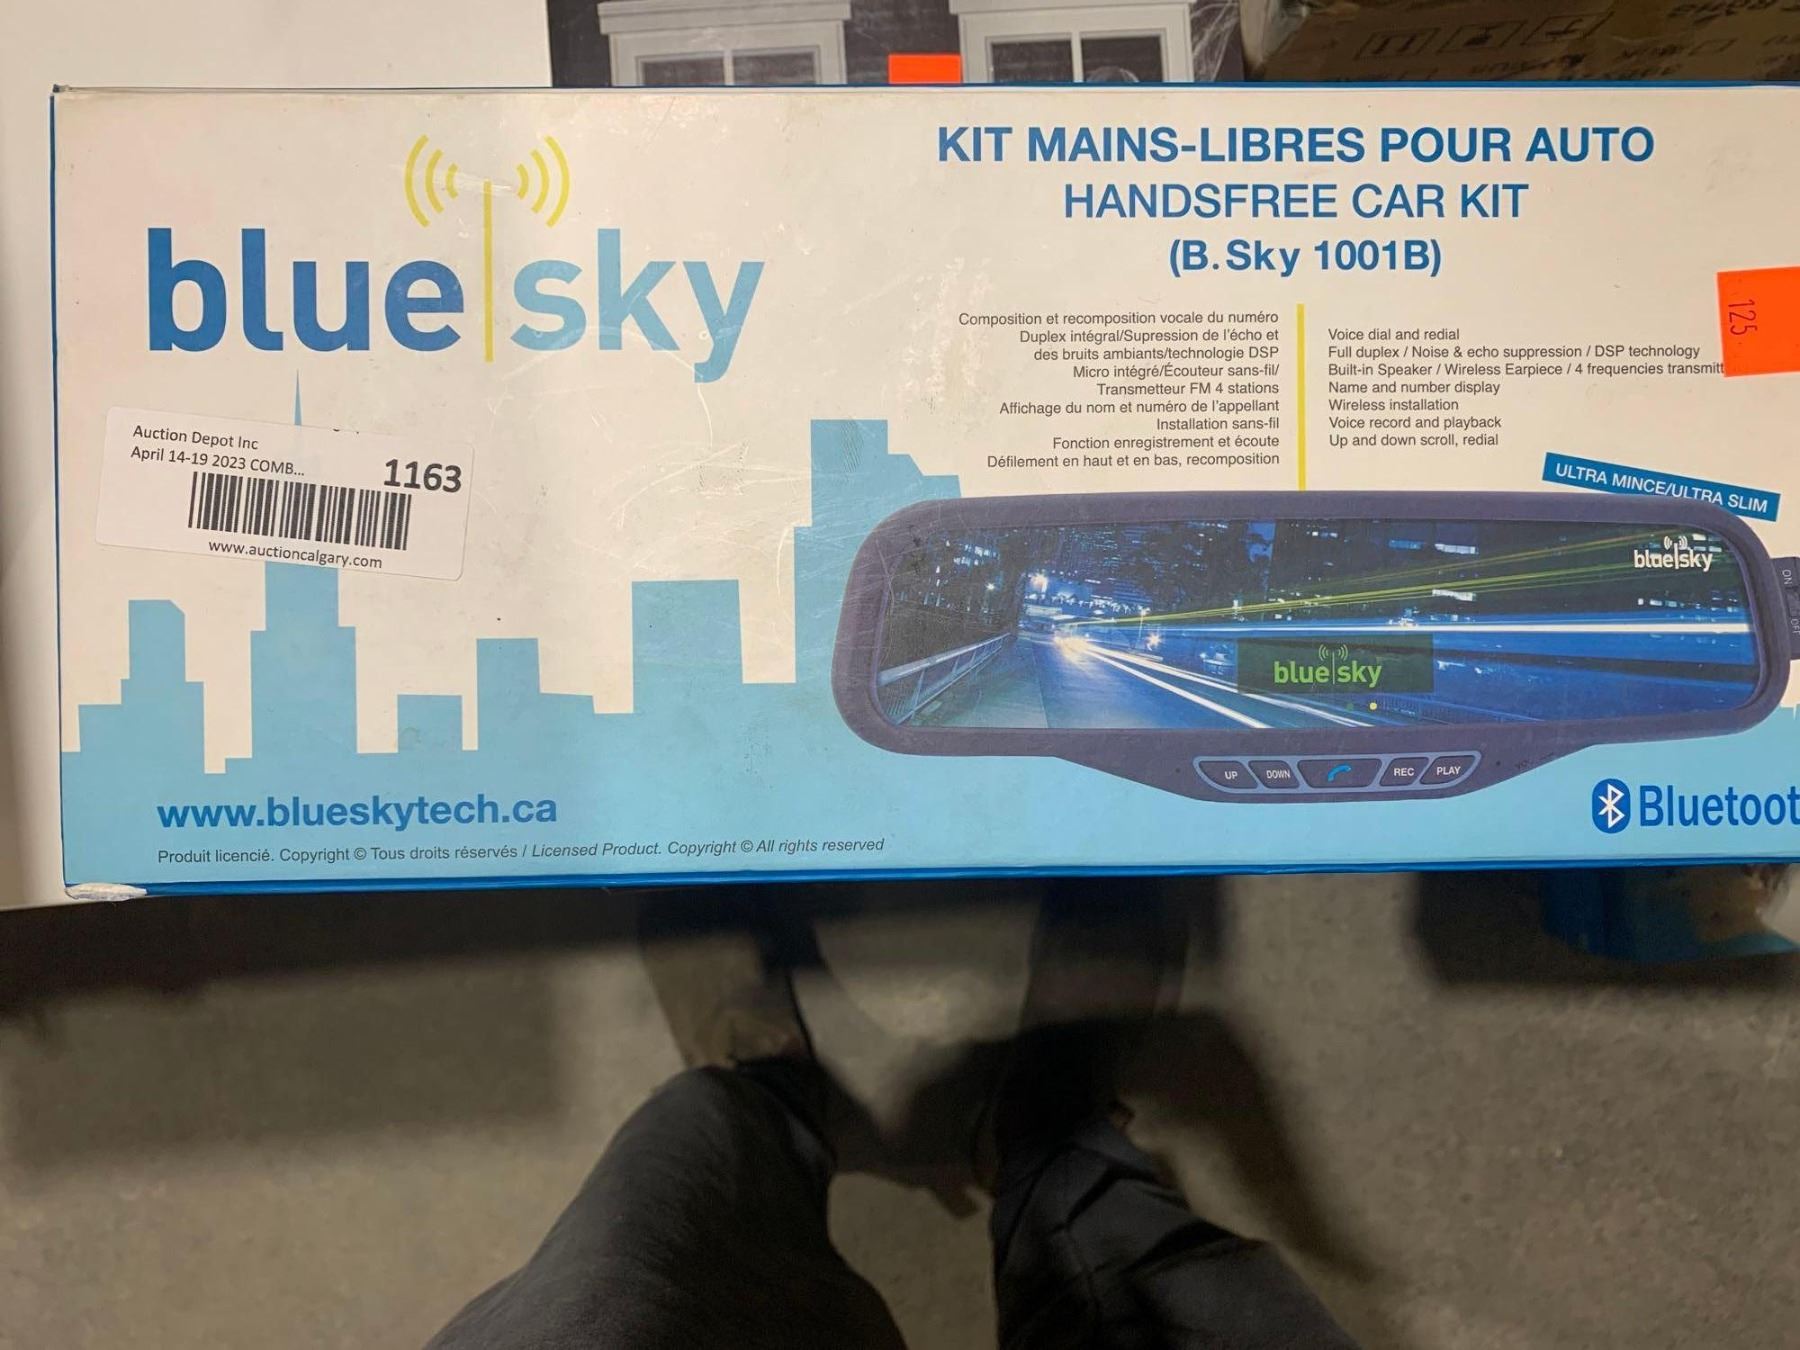 blue sky
KIT MAINS-LIBRES POUR AUTO
HANDSFREE CAR KIT
(B.Sky 1001B)
Composition et recomposition vocale du numéro
Duplex intégral/Supression de l'écho et
des bruits ambiants/technologie DSP
Micro intégré/Écouteur sans-fil/
Transmetteur FM 4 stations
Affichage du nom et numéro de l'appellant
Installation sans-fil
Fonction enregistrement et écoute
Défilement en haut et en bas, recomposition
Voice dial and redial
Full duplex / Noise & echo suppression / DSP technology
Built-in Speaker / Wireless Earpiece / 4 frequencies transmitt
Name and number display
Wireless installation
Voice record and playback
Up and down scroll, redial
125
ULTRA MINCE/ULTRA SLIM
Auction Depot Inc
April 14-19 2023 COMB...
1163
www.auctioncalgary.com
blue sky
blue sky
ON
OFF
UP DOWN REC PLAY
Bluetoot
www.blueskytech.ca
Produit licencié. Copyright © Tous droits réservés / Licensed Product. Copyright © All rights reserved